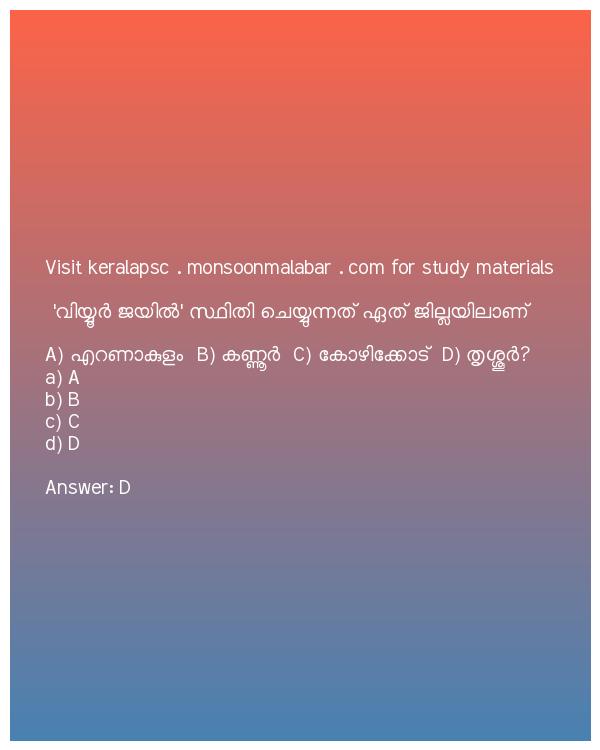 Visit keralapsc . monsoonmalabar . com for study materials
'വിയ്യൂർ ജയിൽ' സ്ഥിതി ചെയ്യുന്നത് ഏത് ജില്ലയിലാണ്
A) എറണാകുളം B) കണ്ണൂർ C) കോഴിക്കോട് D) തൃശ്ശൂർ?
a) A
b) B
c) C
d) D
Answer: D